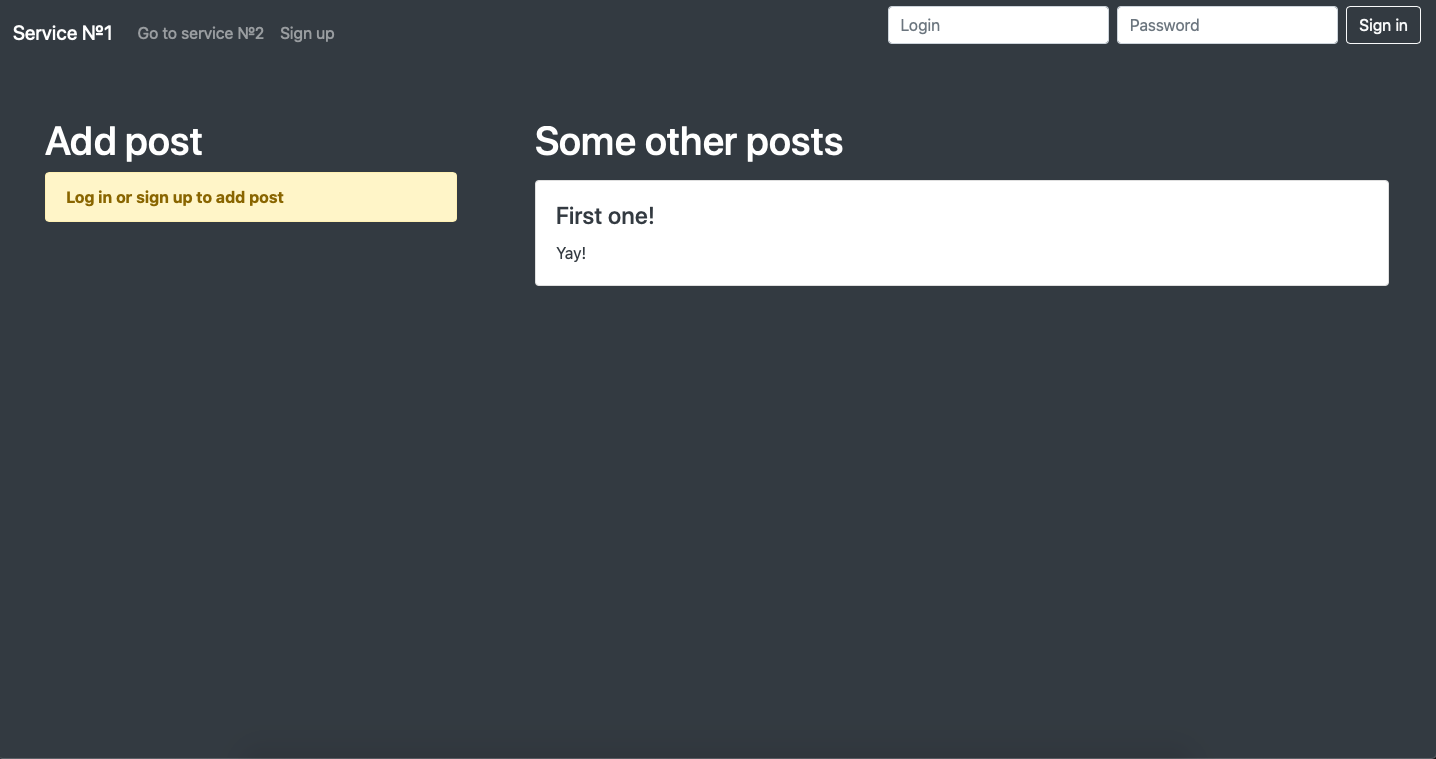 Service №1 Go to service №2 Sign up Login Password Sign in
Add post
Log in or sign up to add post
Some other posts
First one!
Yay!